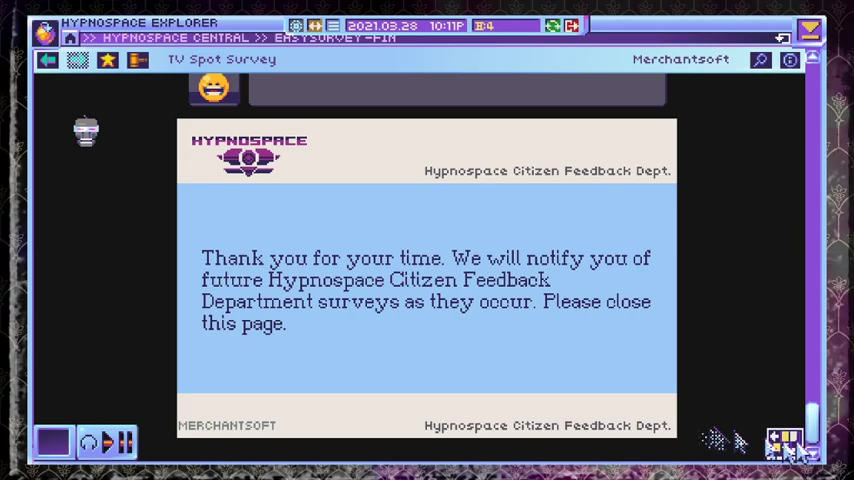 HYPNOSPACE EXPLORER
2021.03.28 10:11P
:4
>> HYPNOSPACE CENTRAL >> EASYSURVEY-FIN
TV Spot Survey
Merchantsoft
HYPNOSPACE
Hypnospace Citizen Feedback Dept.
Thank you for your time. We will notify you of
future Hypnospace Citizen Feedback
Department surveys as they occur. Please close
this page.
MERCHANTSOFT
Hypnospace Citizen Feedback Dept.